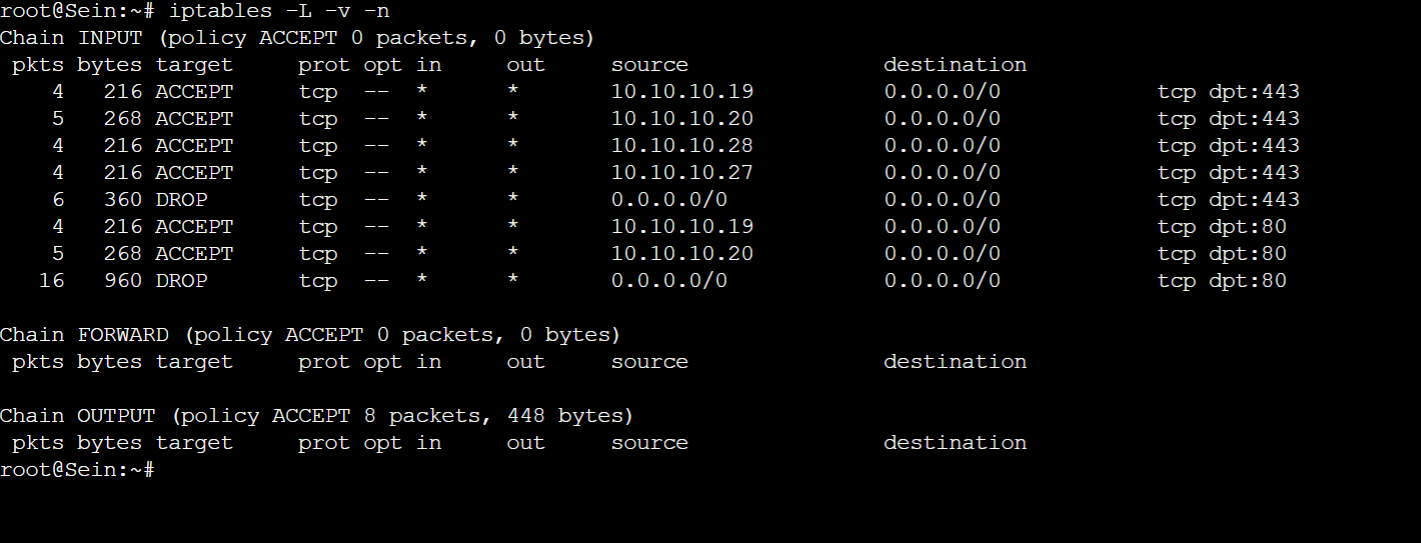 root@Sein:~# iptables -L -v -n
Chain INPUT (policy ACCEPT 0 packets, 0 bytes)
 pkts bytes target     prot opt in     out     source               destination
    4   216 ACCEPT     tcp  --  *      *       10.10.10.19          0.0.0.0/0            tcp dpt:443
    5   268 ACCEPT     tcp  --  *      *       10.10.10.20          0.0.0.0/0            tcp dpt:443
    4   216 ACCEPT     tcp  --  *      *       10.10.10.28          0.0.0.0/0            tcp dpt:443
    4   216 ACCEPT     tcp  --  *      *       10.10.10.27          0.0.0.0/0            tcp dpt:443
    6   360 DROP       tcp  --  *      *       0.0.0.0/0            0.0.0.0/0            tcp dpt:443
    4   216 ACCEPT     tcp  --  *      *       10.10.10.19          0.0.0.0/0            tcp dpt:80
    5   268 ACCEPT     tcp  --  *      *       10.10.10.20          0.0.0.0/0            tcp dpt:80
   16   960 DROP       tcp  --  *      *       0.0.0.0/0            0.0.0.0/0            tcp dpt:80

Chain FORWARD (policy ACCEPT 0 packets, 0 bytes)
 pkts bytes target     prot opt in     out     source               destination

Chain OUTPUT (policy ACCEPT 8 packets, 448 bytes)
 pkts bytes target     prot opt in     out     source               destination
root@Sein:~#